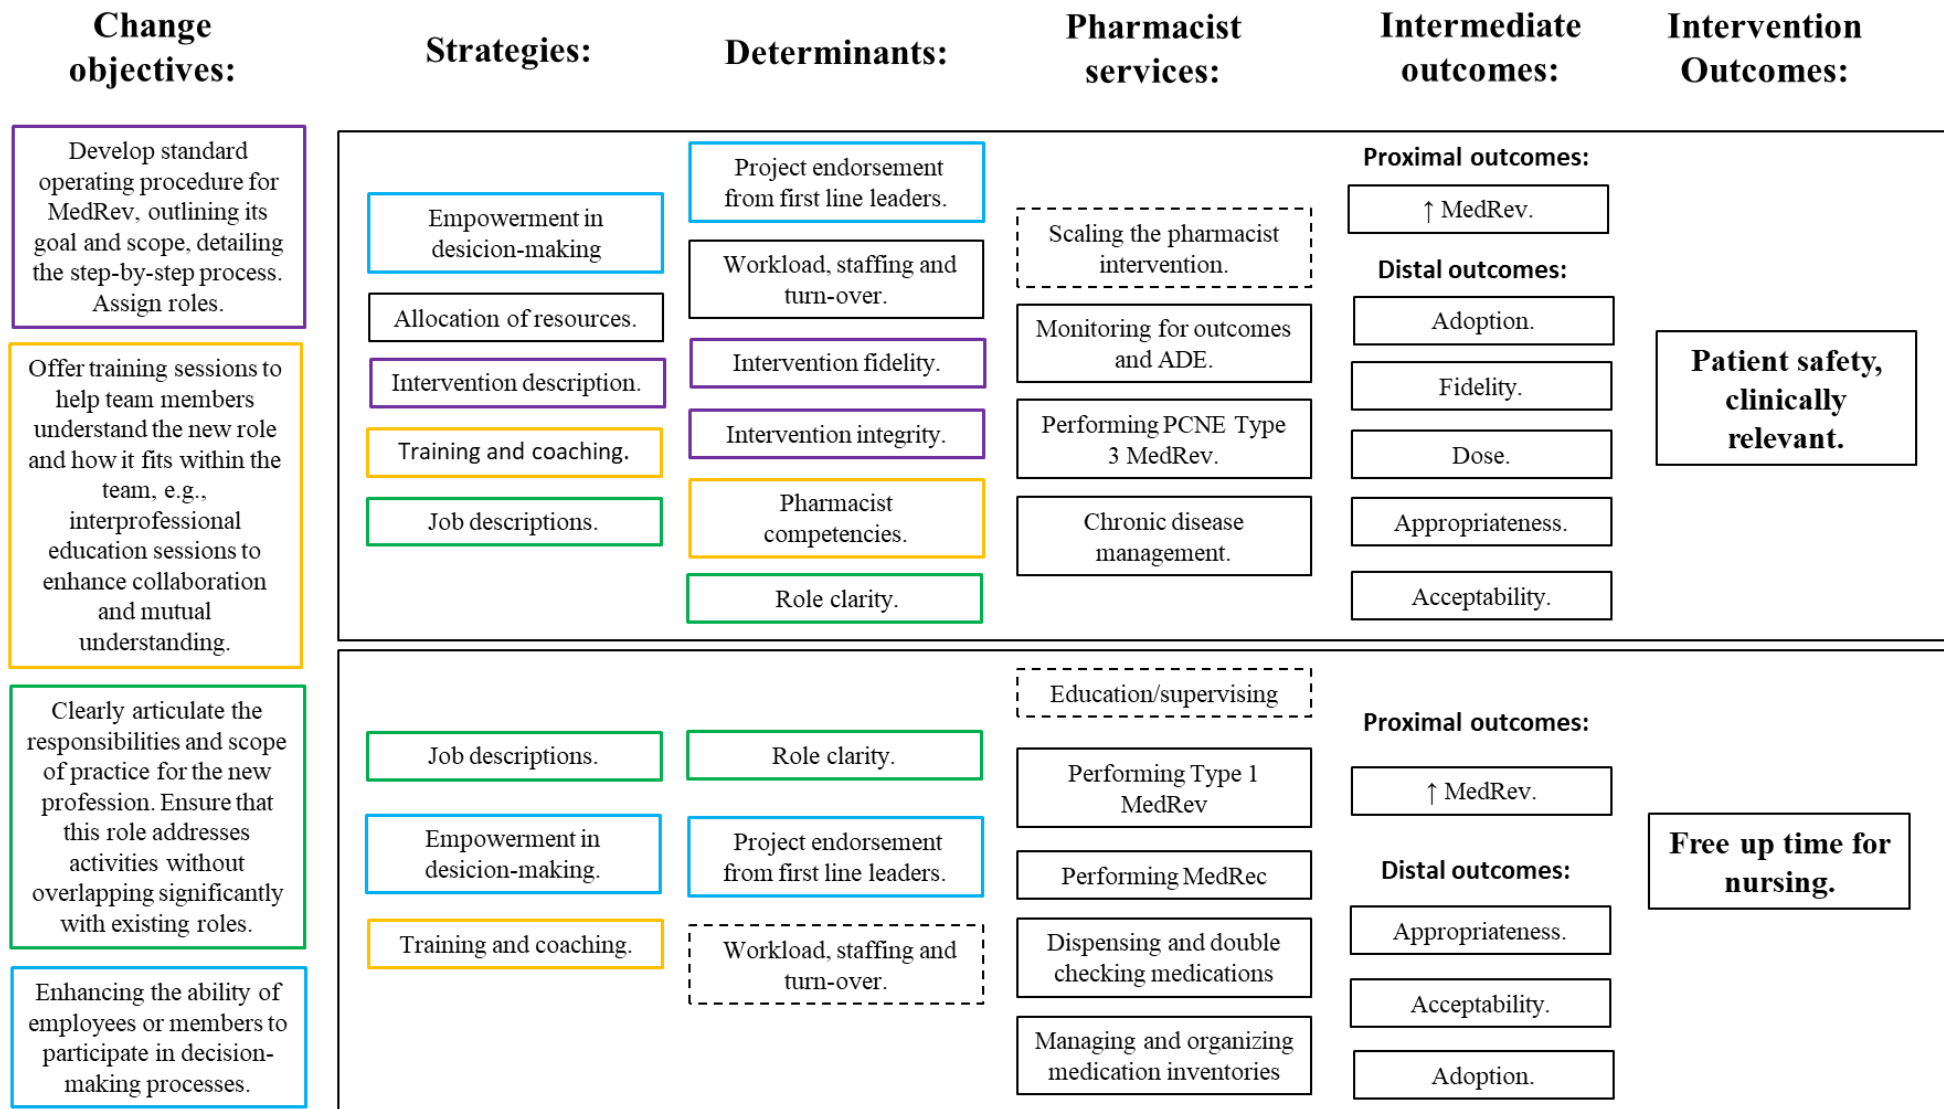 Change
objectives:
Strategies:
Determinants:
Pharmacist
services:
Intermediate
outcomes:
Intervention
Outcomes:
Develop standard
operating procedure for
MedRev, outlining its
goal and scope, detailing
the step-by-step process.
Assign roles.
Offer training sessions to
help team members
understand the new role
and how it fits within the
team, e.g.,
interprofessional
education sessions to
enhance collaboration
and mutual
understanding.
Clearly articulate the
responsibilities and scope
of practice for the new
profession. Ensure that
this role addresses
activities without
overlapping significantly
with existing roles.
Enhancing the ability of
employees or members to
participate in decision-
making processes.
Empowerment in
desicion-making
Allocation of resources.
Intervention description.
Training and coaching.
Job descriptions.
Project endorsement
from first line leaders.
Workload, staffing and
turn-over.
Intervention fidelity.
Intervention integrity.
Pharmacist
competencies.
Role clarity.
Scaling the pharmacist
intervention.
Monitoring for outcomes
and ADE.
Performing PCNE Type
3 MedRev.
Chronic disease
management.
Proximal outcomes:
↑ MedRev.
Distal outcomes:
Adoption.
Fidelity.
Dose.
Appropriateness.
Acceptability.
Patient safety,
clinically
relevant.
Job descriptions.
Empowerment in
desicion-making.
Training and coaching.
Role clarity.
Project endorsement
from first line leaders.
Workload, staffing and
turn-over.
Education/supervising
Performing Type 1
MedRev
Performing MedRec
Dispensing and double
checking medications
Managing and organizing
medication inventories
Proximal outcomes:
↑ MedRev.
Distal outcomes:
Appropriateness.
Acceptability.
Adoption.
Free up time for
nursing.